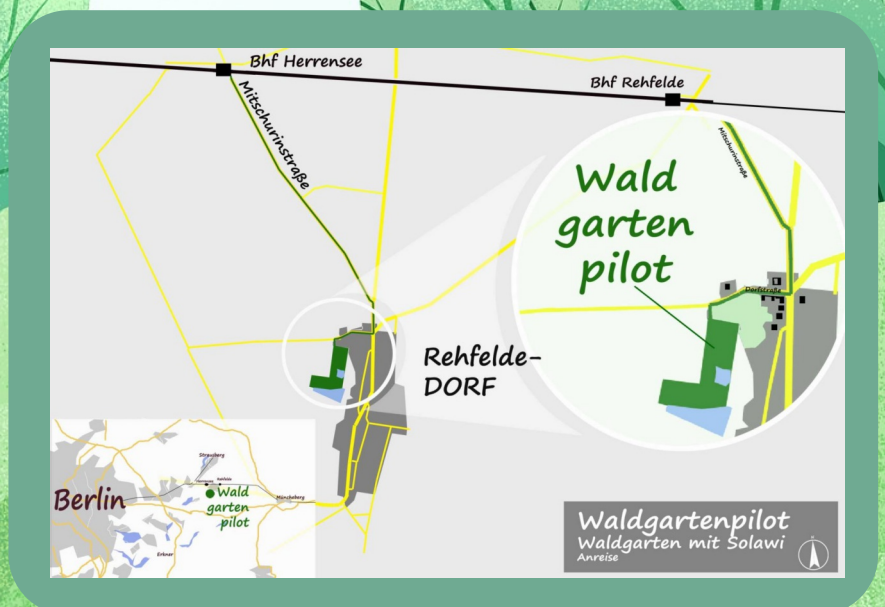 Bhf Herrensee
Bhf Rehfelde
Mitschurinstraße
Mitschurinstraße
Wald
garten
pilot
Dorfstraße
Rehfelde-
DORF
Strausberg
Rehfelde
Berlin
Wald
garten
pilot
Müncheberg
Erkner
Waldgartenpilot
Waldgarten mit Solawi
Anreise